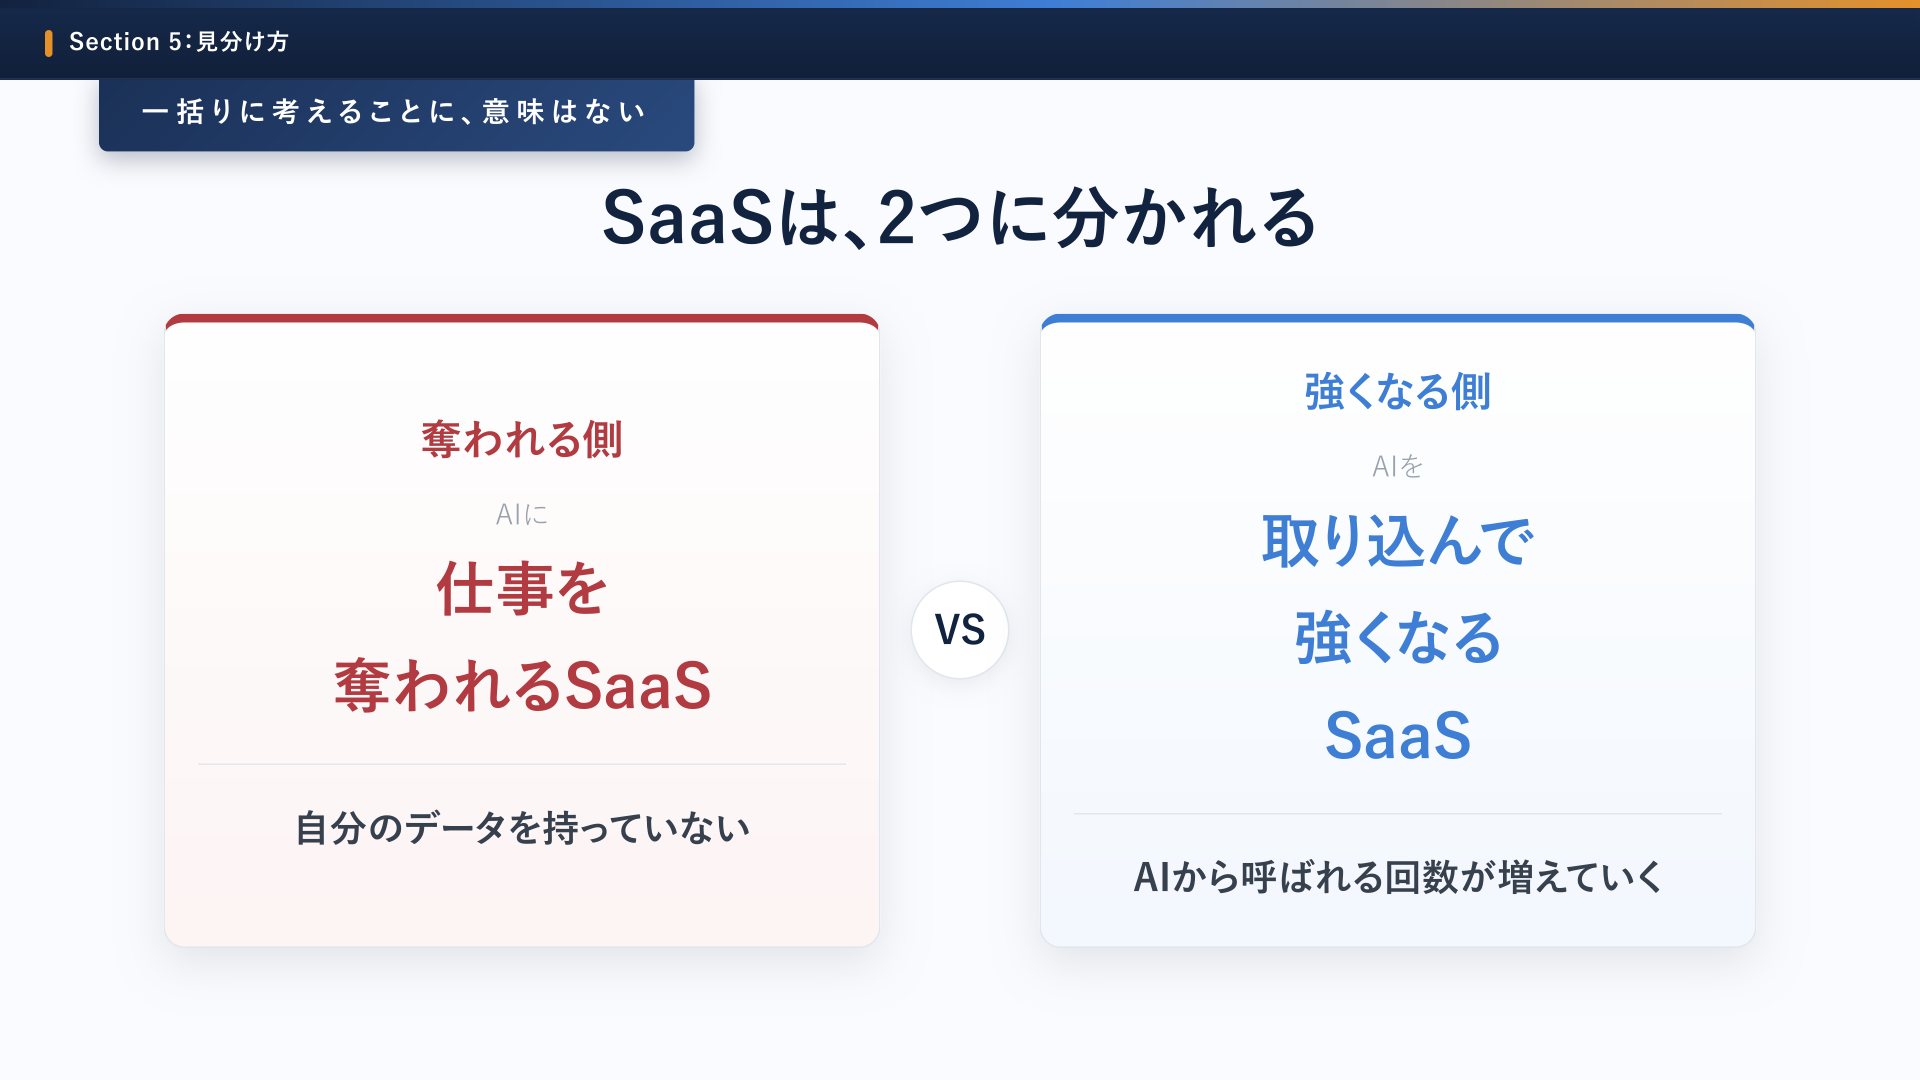 Section 5：見分け方
一括りに考えることに、意味はない
SaaSは、2つに分かれる
奪われる側
AIに
仕事を
奪われるSaaS
自分のデータを持っていない
VS
強くなる側
AIを
取り込んで
強くなる
SaaS
AIから呼ばれる回数が増えていく